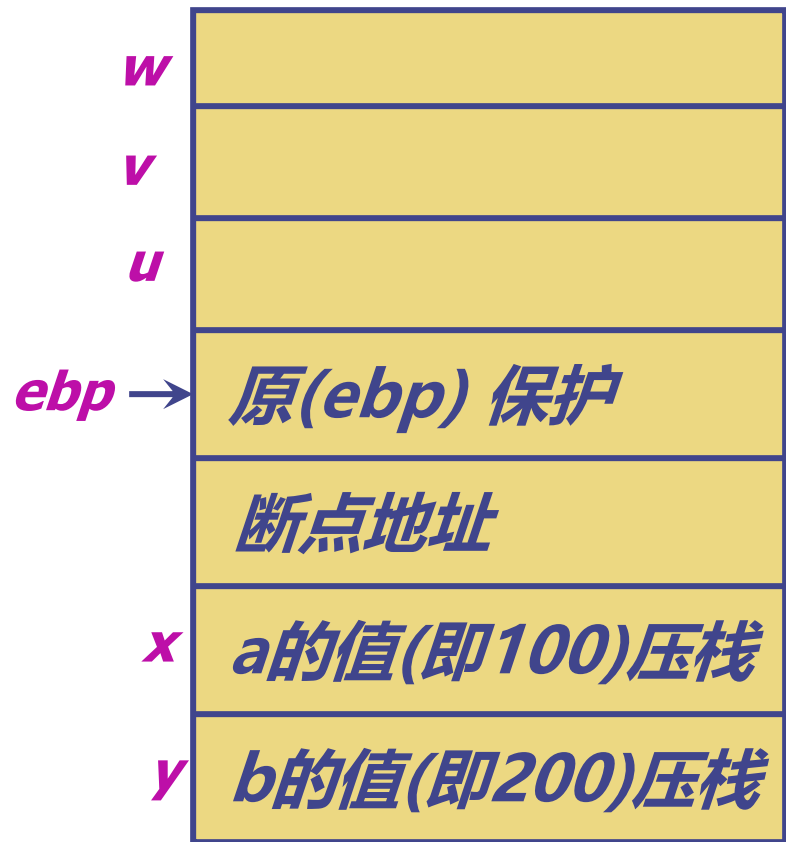 w
v
u
ebp 原(ebp) 保护
断点地址
x a的值(即100)压栈
y b的值(即200)压栈